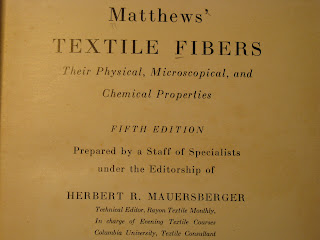 Matthews'
TEXTILE FIBERS
Their Physical, Microscopical, and
Chemical Properties
FIFTH EDITION
Prepared by a Staff of Specialists
under the Editorship of
HERBERT R. MAUERSBERGER
Technical Editor, Rayon Textile Monthly,
In charge of Evening Textile Courses
Columbia University, Textile Consultant